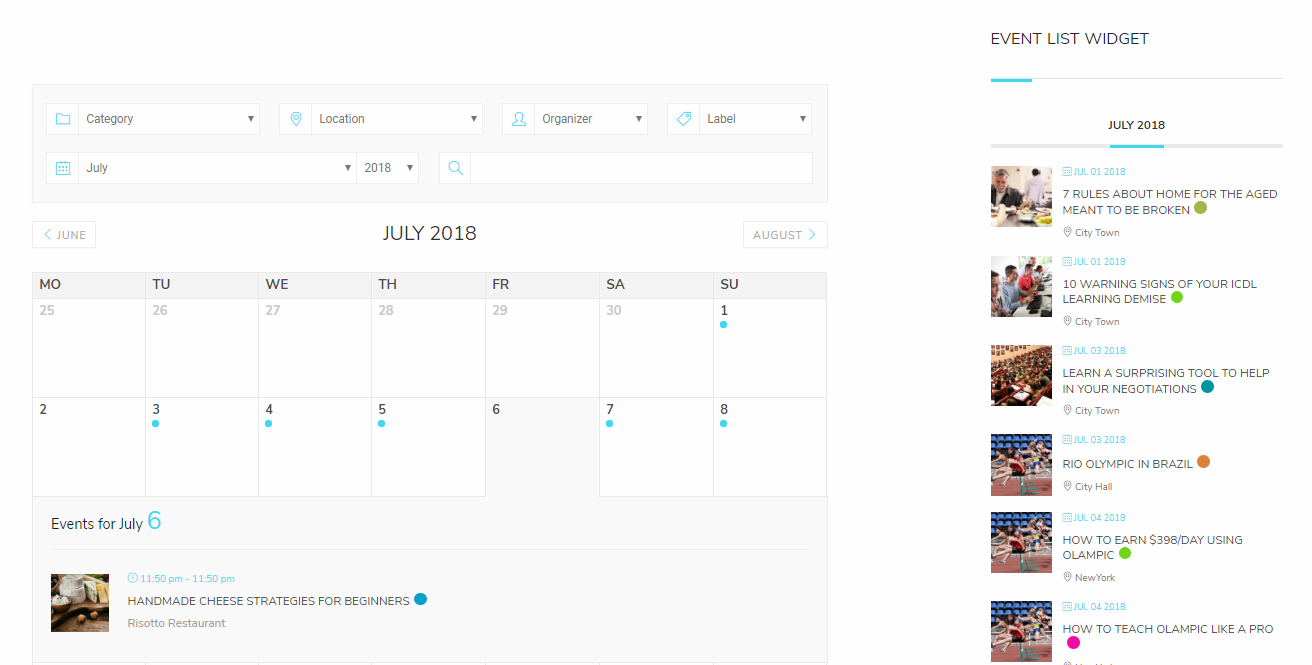 EVENT LIST WIDGET
Category
Location
Organizer
Label
July
2018
JUNE
JULY 2018
AUGUST
MO TU WE TH FR SA SU
25 26 27 28 29 30 1
2 3 4 5 6 7 8
Events for July 6
11:50 pm - 11:50 pm
HANDMADE CHEESE STRATEGIES FOR BEGINNERS
Risotto Restaurant
JULY 2018
JUL 01 2018
7 RULES ABOUT HOME FOR THE AGED
MEANT TO BE BROKEN
City Town
JUL 01 2018
10 WARNING SIGNS OF YOUR ICDL
LEARNING DEMISE
City Town
JUL 03 2018
LEARN A SURPRISING TOOL TO HELP
IN YOUR NEGOTIATIONS
City Town
JUL 03 2018
RIO OLYMPIC IN BRAZIL
City Hall
JUL 04 2018
HOW TO EARN $398/DAY USING
OLAMPIC
NewYork
JUL 04 2018
HOW TO TEACH OLAMPIC LIKE A PRO